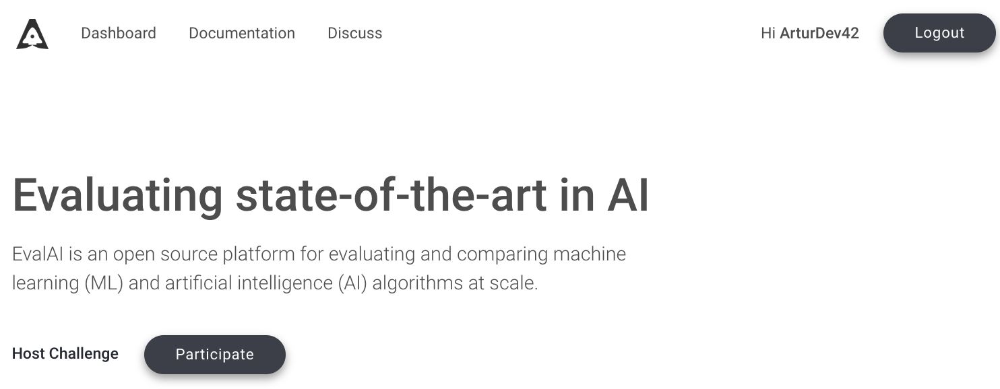 Dashboard Documentation Discuss Hi ArturDev42 Logout
Evaluating state-of-the-art in AI
EvalAI is an open source platform for evaluating and comparing machine
learning (ML) and artificial intelligence (AI) algorithms at scale.
Host Challenge Participate